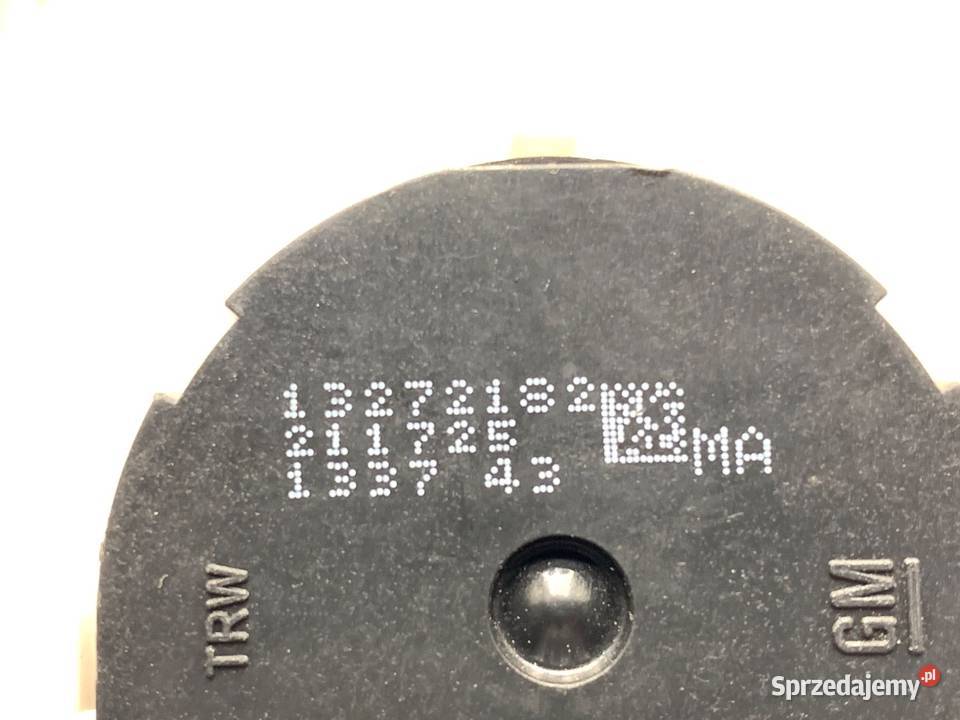 13272182
211725
1337 43
MA
TRW
GM
Sprzedajemy.pl